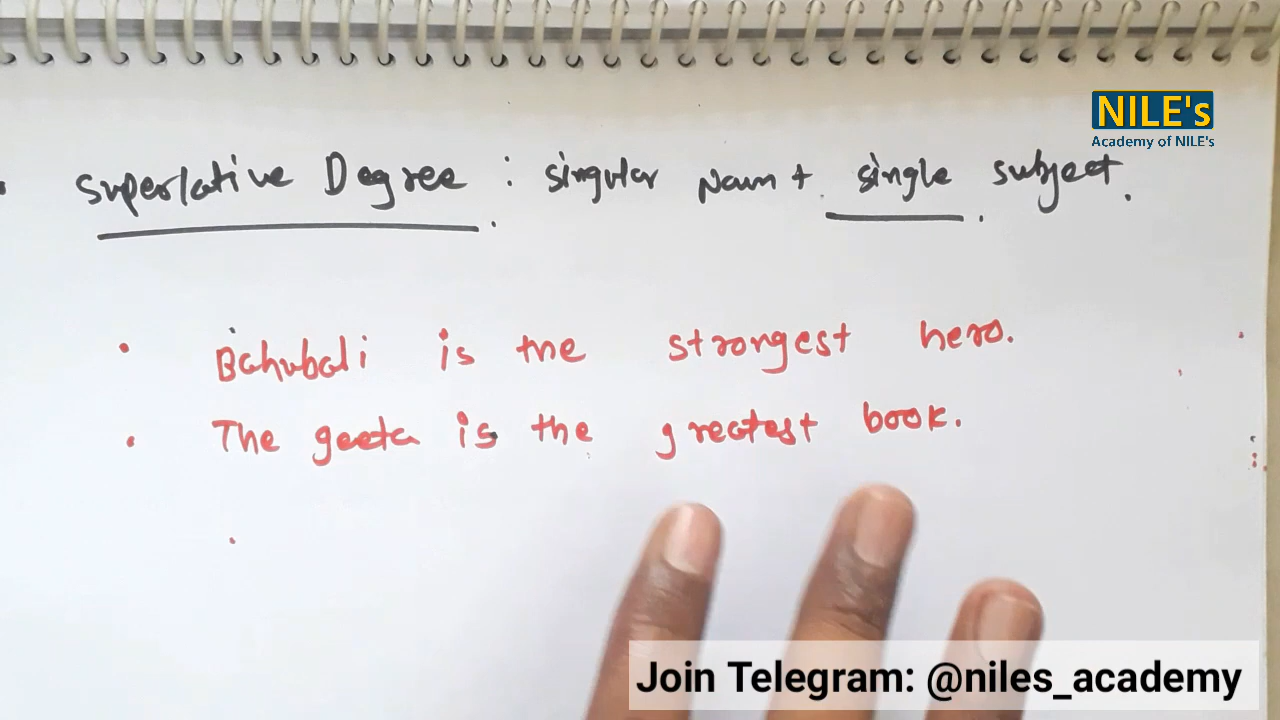 NILE's
Academy of NILE's
Superlative Degree : singular Noun + single subject.
Bahubali is the strongest hero.
The geeta is the greatest book.
Join Telegram: @niles_academy